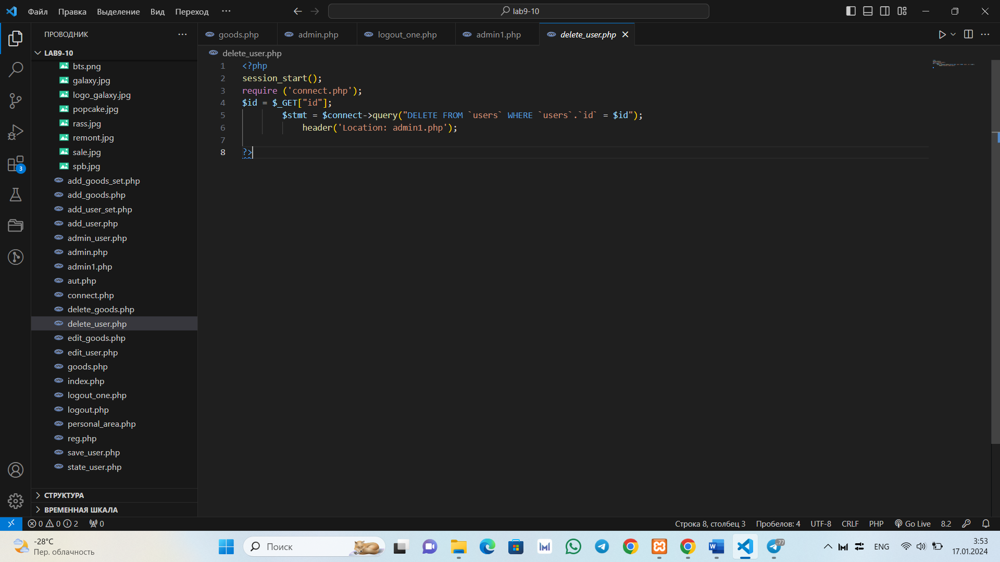 Файл Правка Выделение Вид Переход ··· lab9-10
ПРОВОДНИК ···
goods.php admin.php logout_one.php admin1.php delete_user.php
LAB9-10
bts.png
galaxy.jpg
logo_galaxy.jpg
popcake.jpg
rass.jpg
remont.jpg
sale.jpg
spb.jpg
add_goods_set.php
add_goods.php
add_user_set.php
add_user.php
admin_user.php
admin.php
admin1.php
aut.php
connect.php
delete_goods.php
delete_user.php
edit_goods.php
edit_user.php
goods.php
index.php
logout_one.php
logout.php
personal_area.php
reg.php
save_user.php
state_user.php
СТРУКТУРА
ВРЕМЕННАЯ ШКАЛА
3
delete_user.php
1 <?php
2 session_start();
3 require ('connect.php');
4 $id = $_GET["id"];
5 $stmt = $connect->query("DELETE FROM `users` WHERE `users`.`id` = $id");
6 header('Location: admin1.php');
7
8 ?>
0 0 2 0
Строка 8, столбец 3 Пробелов: 4 UTF-8 CRLF PHP Go Live 8.2
-28°C
Пер. облачность
Поиск
..77
ENG
3:53
17.01.2024